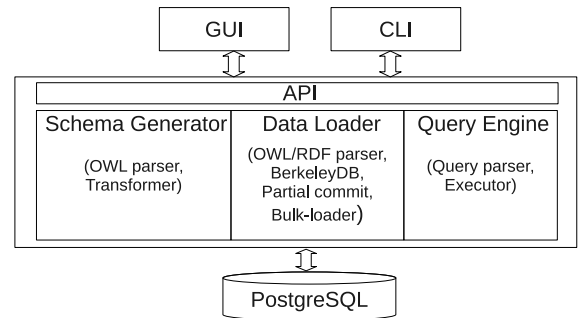 GUI
CLI
API
Schema Generator
(OWL parser,
Transformer)
Data Loader
(OWL/RDF parser,
BerkeleyDB,
Partial commit,
Bulk-loader)
Query Engine
(Query parser,
Executor)
PostgreSQL